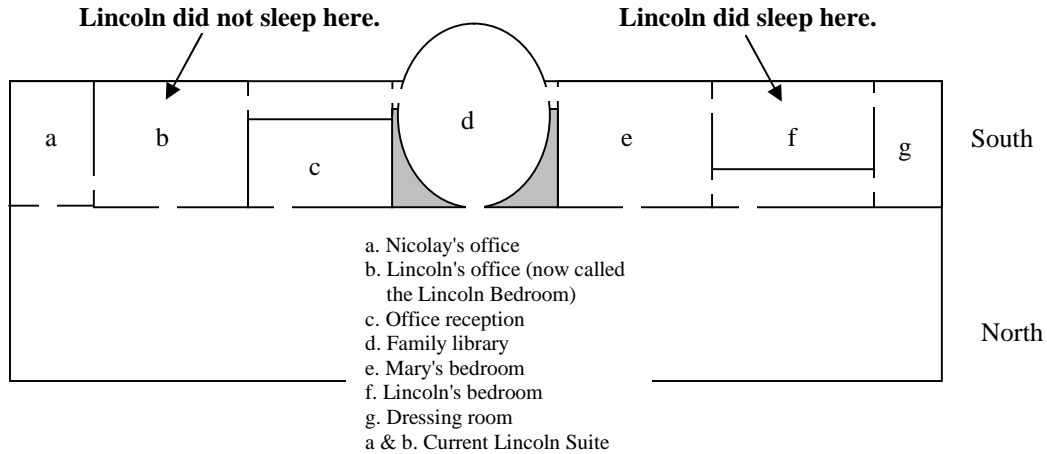 Lincoln did not sleep here.
Lincoln did sleep here.
a
b
c
d
e
f
g
South
North
a. Nicolay's office
b. Lincoln's office (now called
the Lincoln Bedroom)
c. Office reception
d. Family library
e. Mary's bedroom
f. Lincoln's bedroom
g. Dressing room
a & b. Current Lincoln Suite